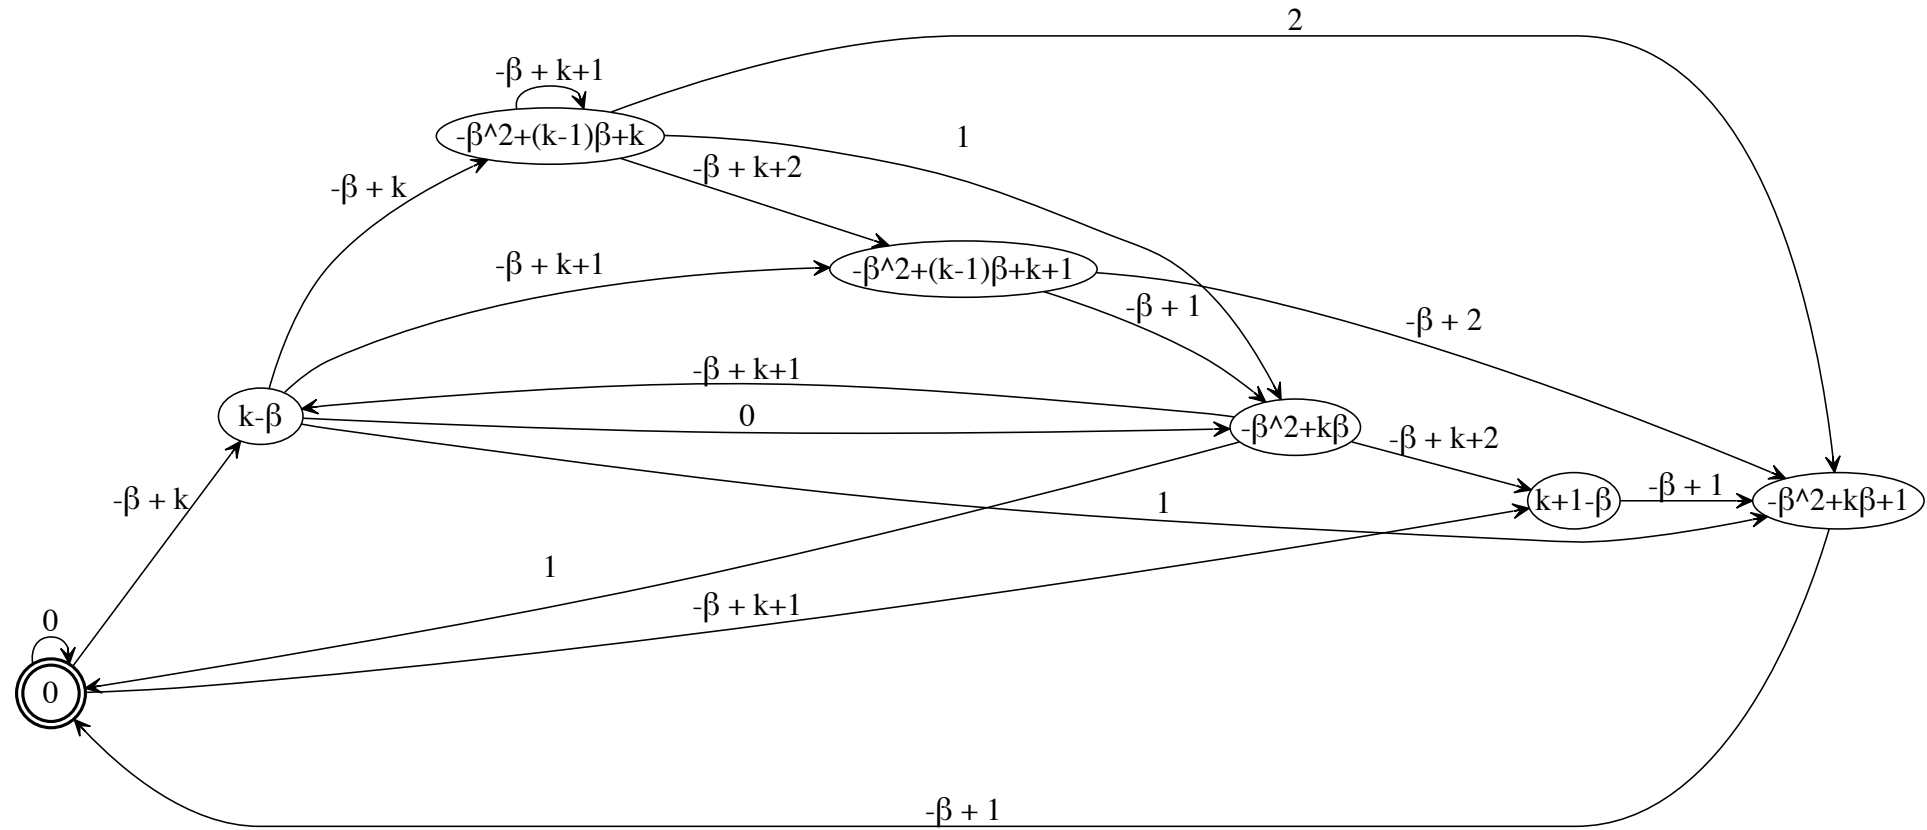 2
-β + k+1
-β^2+(k-1)β+k
1
-β + k+2
-β + k
-β + k+1
-β^2+(k-1)β+k+1
-β + 1
-β + 2
-β + k+1
k-β
0
-β^2+kβ
-β + k+2
-β + k
1
k+1-β
-β + 1
-β^2+kβ+1
1
-β + k+1
0
0
-β + 1